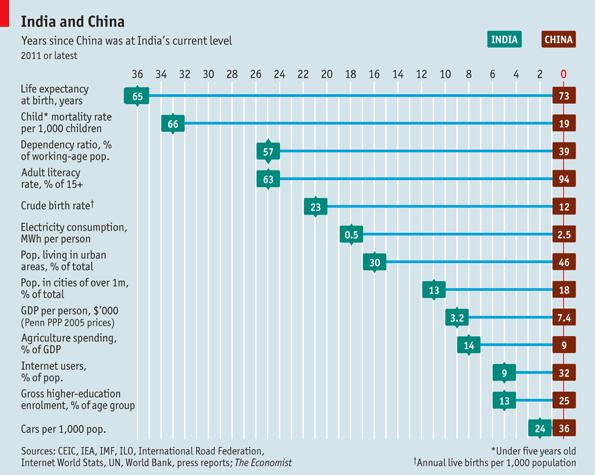 India and China
Years since China was at India's current level
2011 or latest
INDIA CHINA
36 34 32 30 28 26 24 22 20 18 16 14 12 10 8 6 4 2 0
Life expectancy
at birth, years
65 73
Child* mortality rate
per 1,000 children
66 19
Dependency ratio, %
of working-age pop.
57 39
Adult literacy
rate, % of 15+
63 94
Crude birth rate†
23 12
Electricity consumption,
MWh per person
0.5 2.5
Pop. living in urban
areas, % of total
30 46
Pop. in cities of over 1m,
% of total
13 18
GDP per person, $'000
(Penn PPP 2005 prices)
3.2 7.4
Agriculture spending,
% of GDP
14 9
Internet users,
% of pop.
9 32
Gross higher-education
enrolment, % of age group
13 25
Cars per 1,000 pop.
24 36
Sources: CEIC, IEA, IMF, ILO, International Road Federation,
Internet World Stats, UN, World Bank, press reports; The Economist
*Under five years old
†Annual live births per 1,000 population